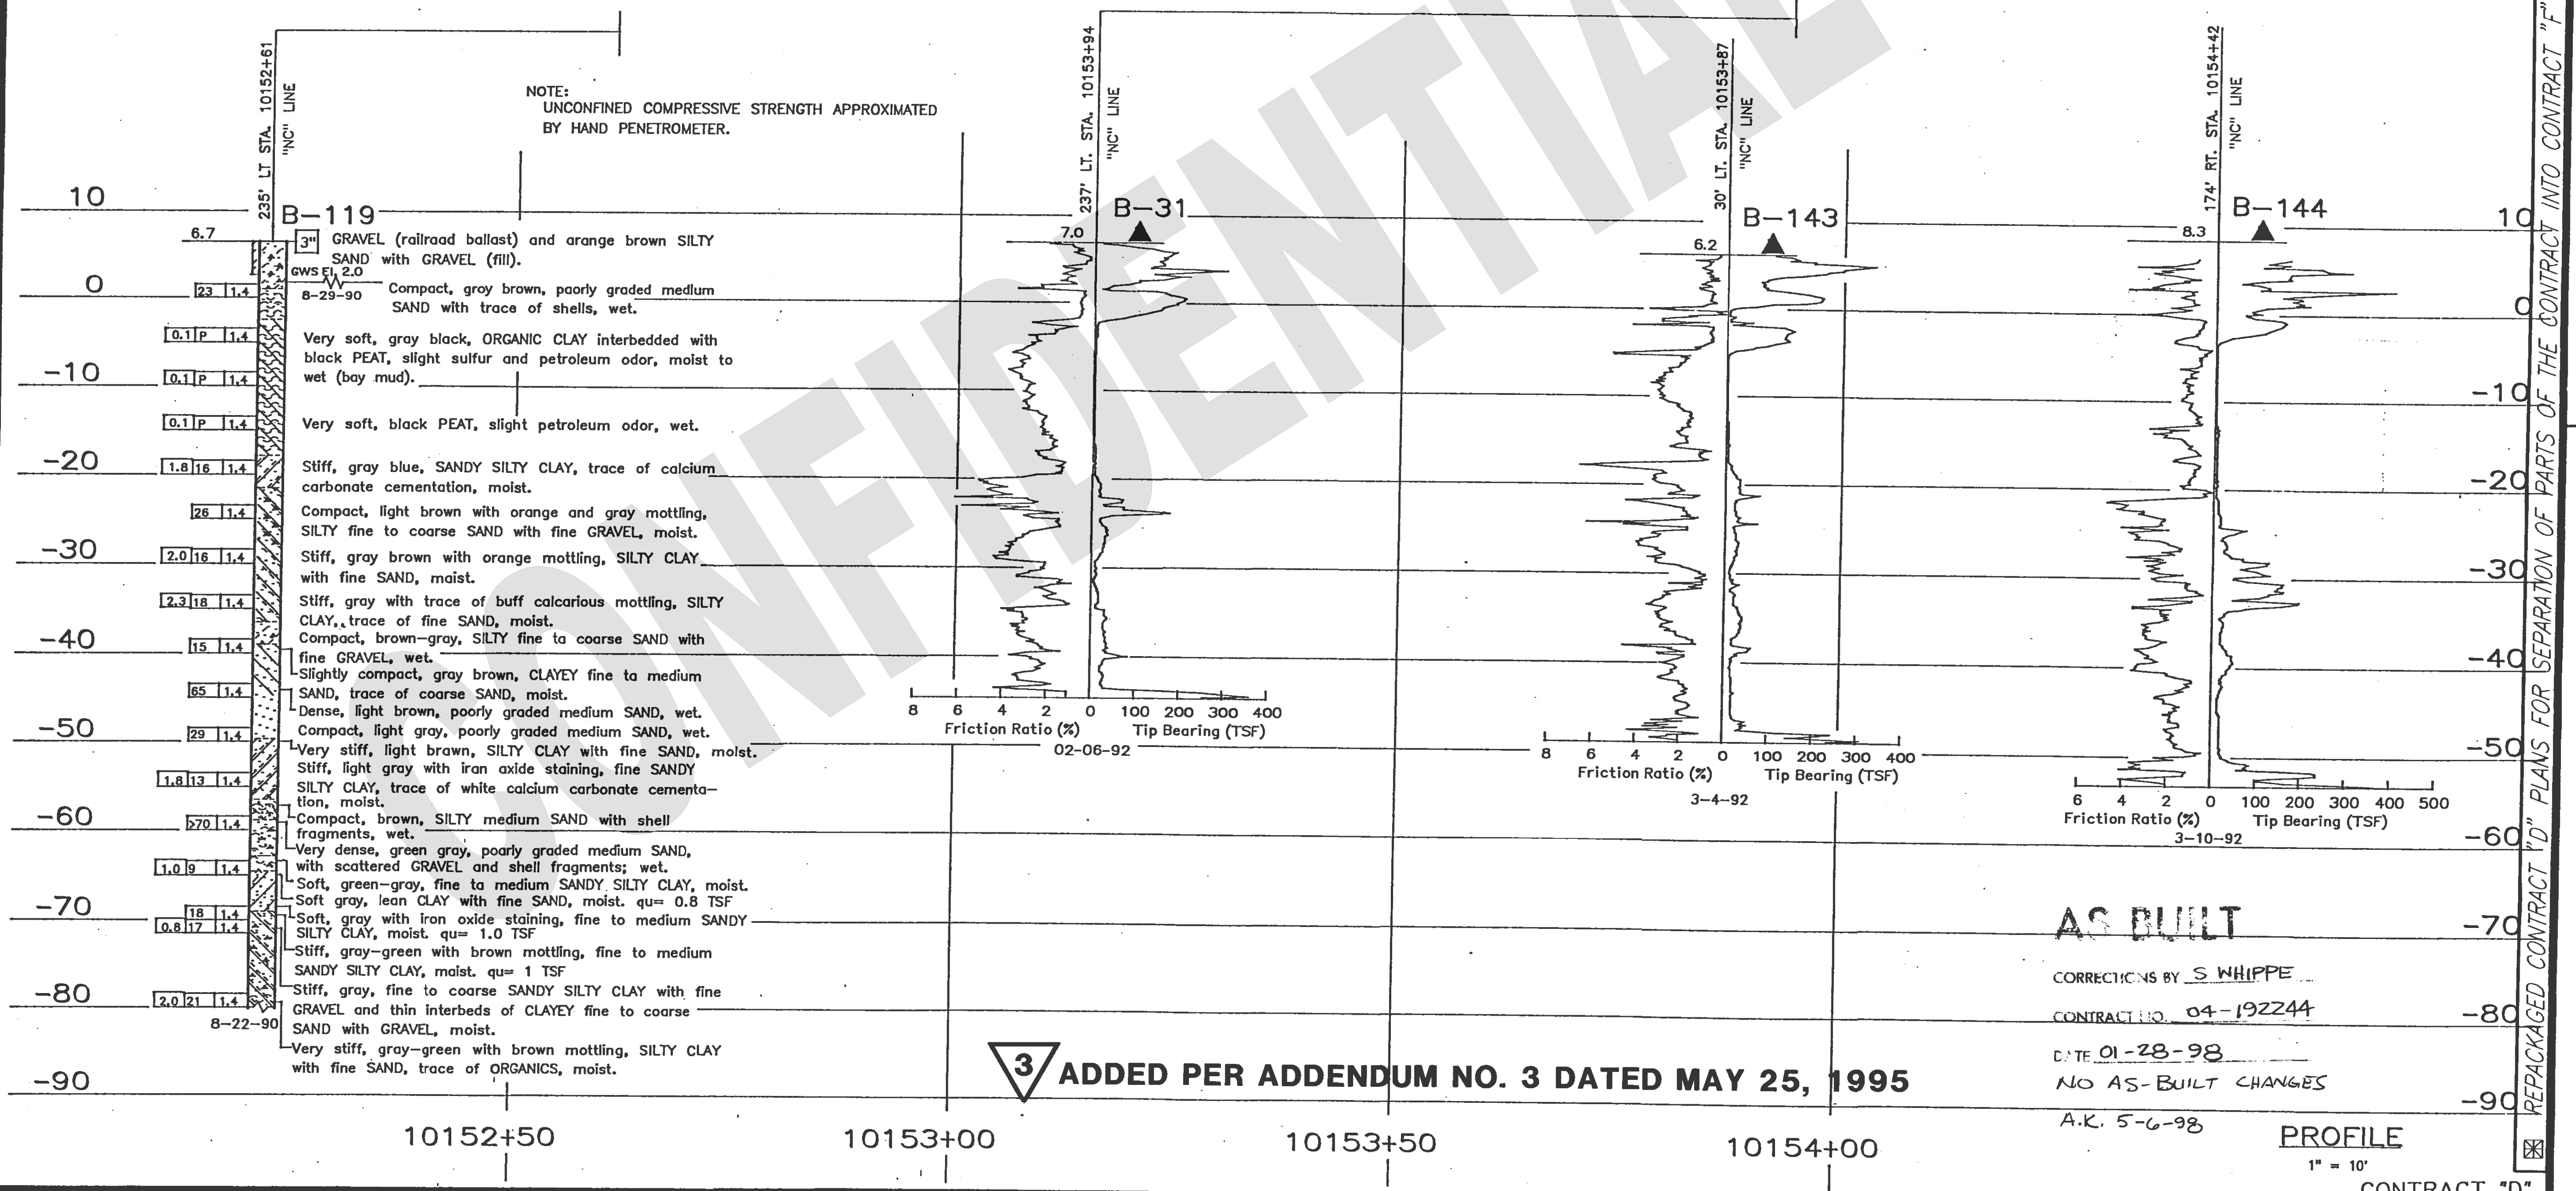 235' LT STA. 10152+61
"NC" LINE
NOTE:
UNCONFINED COMPRESSIVE STRENGTH APPROXIMATED
BY HAND PENETROMETER.
237' LT. STA. 10153+94
"NC" LINE
30' LT. STA. 10153+87
"NC" LINE
174' RT. STA. 10154+42
"NC" LINE
CONFIDENTIAL
10
0
-10
-20
-30
-40
-50
-60
-70
-80
-90
B-119
6.7
3" GRAVEL (railraad ballast) and arange brown SILTY
SAND with GRAVEL (fill).
GWS El. 2.0
8-29-90
Compact, gray brown, paorly graded medium
SAND with trace of shells, wet.
Very soft, gray black, ORGANIC CLAY interbedded with
black PEAT, slight sulfur and petroleum odor, moist to
wet (bay mud).
Very soft, black PEAT, slight petroleum odor, wet.
Stiff, gray blue, SANDY SILTY CLAY, trace of calcium
carbonate cementation, moist.
Compact, light brown with orange and gray mottling,
SILTY fine to coarse SAND with fine GRAVEL, moist.
Stiff, gray brown with orange mottling, SILTY CLAY
with fine SAND, maist.
Stiff, gray with trace of buff calcarious mottling, SILTY
CLAY, trace of fine SAND, moist.
Compact, brown-gray, SILTY fine ta coarse SAND with
fine GRAVEL, wet.
Slightly compact, gray brown, CLAYEY fine ta medium
SAND, trace of coarse SAND, moist.
Dense, light brown, poorly graded medium SAND, wet.
Compact, light gray, poorly graded medium SAND, wet.
Very stiff, light brown, SILTY CLAY with fine SAND, moist.
Stiff, light gray with iran axide staining, fine SANDY
SILTY CLAY, trace of white calcium carbonate cementa-
tion, moist.
Compact, brown, SILTY medium SAND with shell
fragments, wet.
Very dense, green gray, poarly graded medium SAND,
with scattered GRAVEL and shell fragments; wet.
Soft, green-gray, fine ta medium SANDY SILTY CLAY, moist.
Soft gray, lean CLAY with fine SAND, moist. qu= 0.8 TSF
Soft, gray with iron oxide staining, fine to medium SANDY
SILTY CLAY, moist. qu= 1.0 TSF
Stiff, gray-green with brown mottling, fine to medium
SANDY SILTY CLAY, maist. qu= 1 TSF
Stiff, gray, fine to coarse SANDY SILTY CLAY with fine
GRAVEL and thin interbeds of CLAYEY fine to coarse
SAND with GRAVEL, moist.
Very stiff, gray-green with brown mottling, SILTY CLAY
with fine SAND, trace of ORGANICS, moist.
23 1.4
0.1 P 1.4
0.1 P 1.4
0.1 P 1.4
1.8 16 1.4
26 1.4
2.0 16 1.4
2.3 18 1.4
15 1.4
65 1.4
29 1.4
1.8 13 1.4
>70 1.4
1.0 9 1.4
18 1.4
0.8 17 1.4
2.0 21 1.4
8-22-90
B-31
7.0
8 6 4 2 0 100 200 300 400
Friction Ratio (%) Tip Bearing (TSF)
02-06-92
B-143
6.2
8 6 4 2 0 100 200 300 400
Friction Ratio (%) Tip Bearing (TSF)
3-4-92
B-144
8.3
6 4 2 0 100 200 300 400 500
Friction Ratio (%) Tip Bearing (TSF)
3-10-92
10
0
-10
-20
-30
-40
-50
-60
-70
-80
-90
AS BUILT
CORRECTIONS BY S WHIPPE
CONTRACT NO. 04-192244
DATE 01-28-98
NO AS-BUILT CHANGES
A.K. 5-6-98
3 ADDED PER ADDENDUM NO. 3 DATED MAY 25, 1995
10152+50
10153+00
10153+50
10154+00
PROFILE
1" = 10'
CONTRACT "D"
REPACKAGED CONTRACT "D" PLANS FOR SEPARATION OF PARTS OF THE CONTRACT INTO CONTRACT "F"